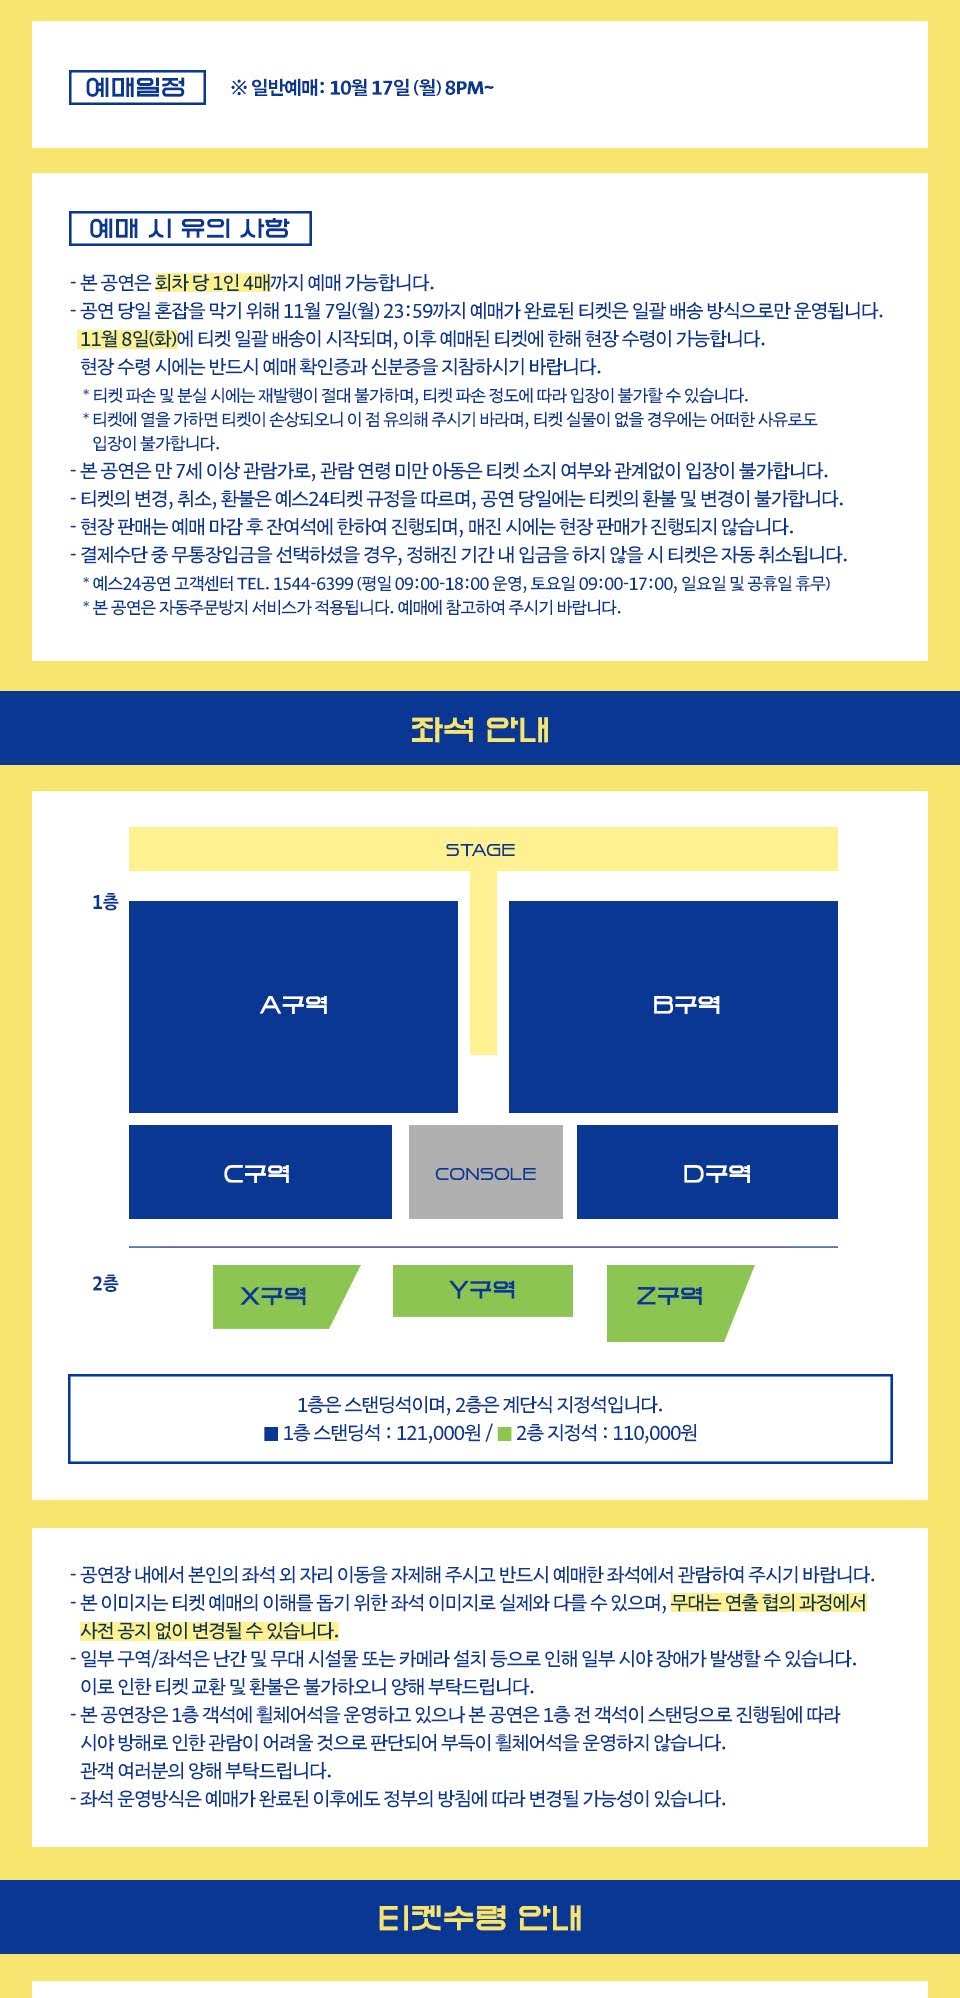 예매일정
※ 일반예매: 10월 17일 (월) 8PM~
예매 시 유의 사항
- 본 공연은 회차 당 1인 4매까지 예매 가능합니다.
- 공연 당일 혼잡을 막기 위해 11월 7일(월) 23:59까지 예매가 완료된 티켓은 일괄 배송 방식으로만 운영됩니다.
11월 8일(화)에 티켓 일괄 배송이 시작되며, 이후 예매된 티켓에 한해 현장 수령이 가능합니다.
현장 수령 시에는 반드시 예매 확인증과 신분증을 지참하시기 바랍니다.
* 티켓 파손 및 분실 시에는 재발행이 절대 불가하며, 티켓 파손 정도에 따라 입장이 불가할 수 있습니다.
* 티켓에 열을 가하면 티켓이 손상되오니 이 점 유의해 주시기 바라며, 티켓 실물이 없을 경우에는 어떠한 사유로도
입장이 불가합니다.
- 본 공연은 만 7세 이상 관람가로, 관람 연령 미만 아동은 티켓 소지 여부와 관계없이 입장이 불가합니다.
- 티켓의 변경, 취소, 환불은 예스24티켓 규정을 따르며, 공연 당일에는 티켓의 환불 및 변경이 불가합니다.
- 현장 판매는 예매 마감 후 잔여석에 한하여 진행되며, 매진 시에는 현장 판매가 진행되지 않습니다.
- 결제수단 중 무통장입금을 선택하셨을 경우, 정해진 기간 내 입금을 하지 않을 시 티켓은 자동 취소됩니다.
* 예스24공연 고객센터 TEL. 1544-6399 (평일 09:00-18:00 운영, 토요일 09:00-17:00, 일요일 및 공휴일 휴무)
* 본 공연은 자동주문방지 서비스가 적용됩니다. 예매에 참고하여 주시기 바랍니다.
좌석 안내
STAGE
1층
A구역
B구역
C구역
CONSOLE
D구역
2층
X구역
Y구역
Z구역
1층은 스탠딩석이며, 2층은 계단식 지정석입니다.
■ 1층 스탠딩석 : 121,000원 / ■ 2층 지정석 : 110,000원
- 공연장 내에서 본인의 좌석 외 자리 이동을 자제해 주시고 반드시 예매한 좌석에서 관람하여 주시기 바랍니다.
- 본 이미지는 티켓 예매의 이해를 돕기 위한 좌석 이미지로 실제와 다를 수 있으며, 무대는 연출 협의 과정에서
사전 공지 없이 변경될 수 있습니다.
- 일부 구역/좌석은 난간 및 무대 시설물 또는 카메라 설치 등으로 인해 일부 시야 장애가 발생할 수 있습니다.
이로 인한 티켓 교환 및 환불은 불가하오니 양해 부탁드립니다.
- 본 공연장은 1층 객석에 휠체어석을 운영하고 있으나 본 공연은 1층 전 객석이 스탠딩으로 진행됨에 따라
시야 방해로 인한 관람이 어려울 것으로 판단되어 부득이 휠체어석을 운영하지 않습니다.
관객 여러분의 양해 부탁드립니다.
- 좌석 운영방식은 예매가 완료된 이후에도 정부의 방침에 따라 변경될 가능성이 있습니다.
티켓수령 안내